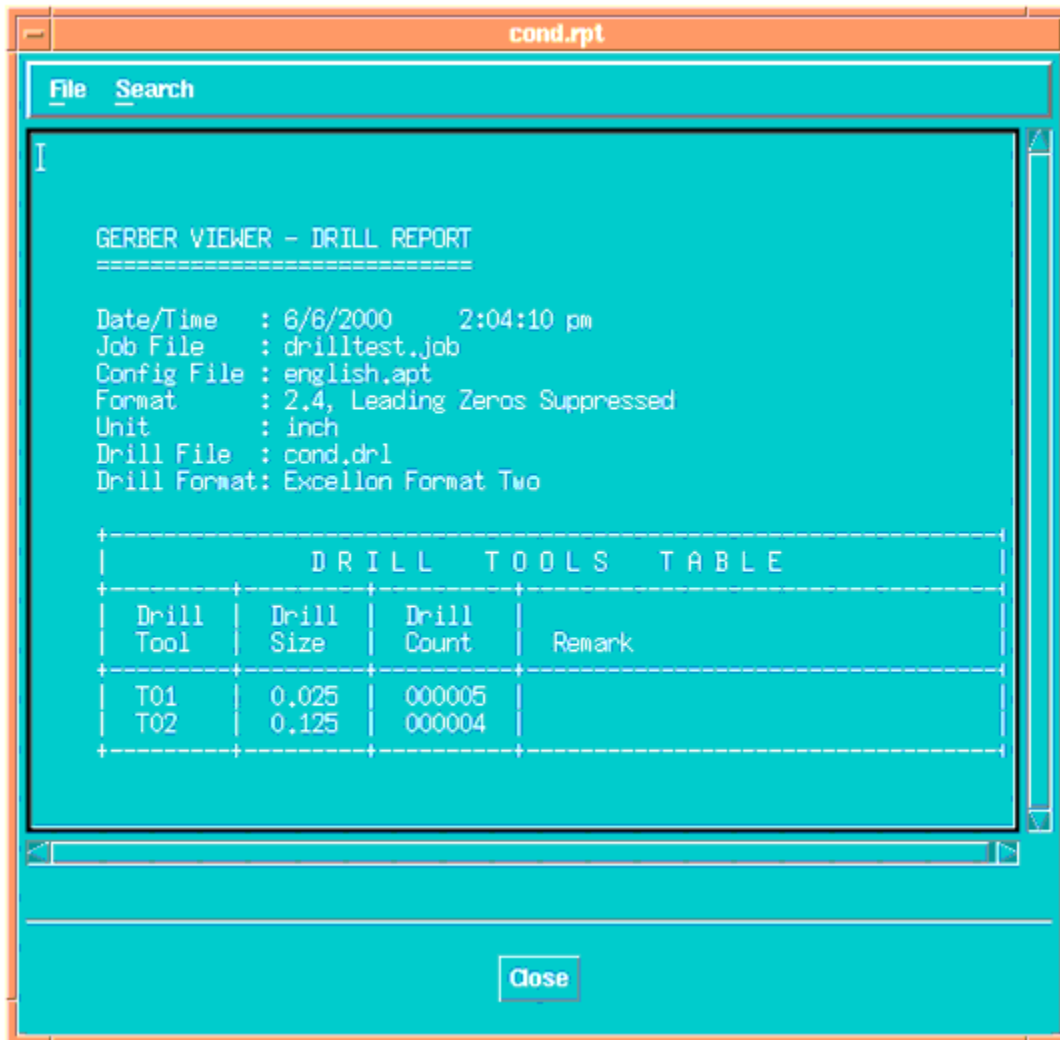 cond.rpt
File Search
GERBER VIEWER - DRILL REPORT
============================
Date/Time : 6/6/2000 2:04:10 pm
Job File : drilltest.job
Config File : english.apt
Format : 2.4, Leading Zeros Suppressed
Unit : inch
Drill File : cond.drl
Drill Format: Excellon Format Two
D R I L L T O O L S T A B L E
Drill | Drill | Drill |
Tool | Size | Count | Remark
T01 | 0.025 | 000005 |
T02 | 0.125 | 000004 |
Close